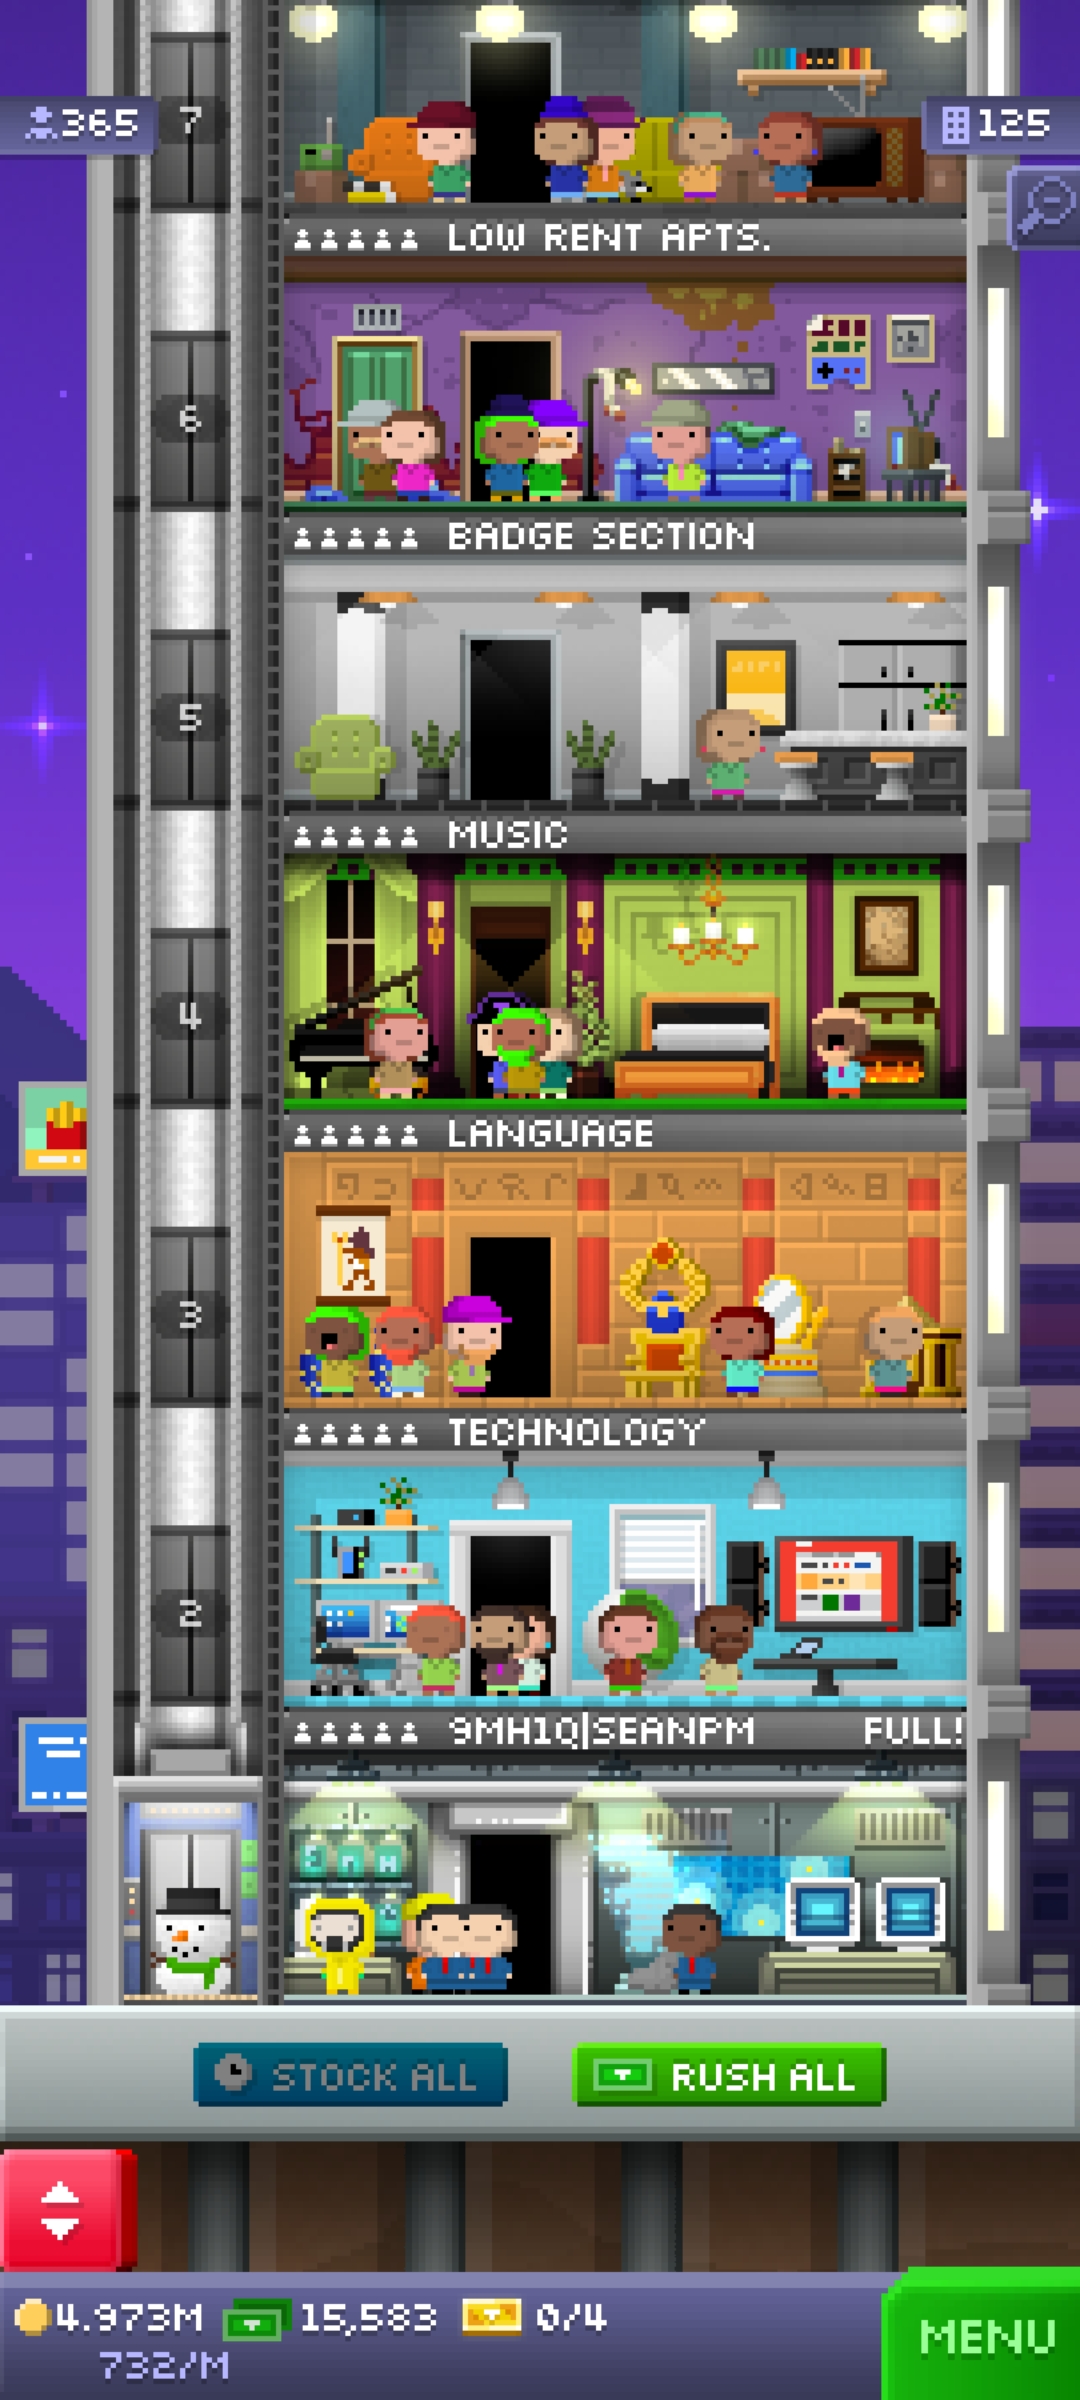 365
7
125
LOW RENT APTS.
6
BADGE SECTION
5
MUSIC
4
LANGUAGE
3
TECHNOLOGY
2
9MH1Q|SEANPM FULL!
STOCK ALL
RUSH ALL
4.973M 15,583 0/4
732/M
MENU